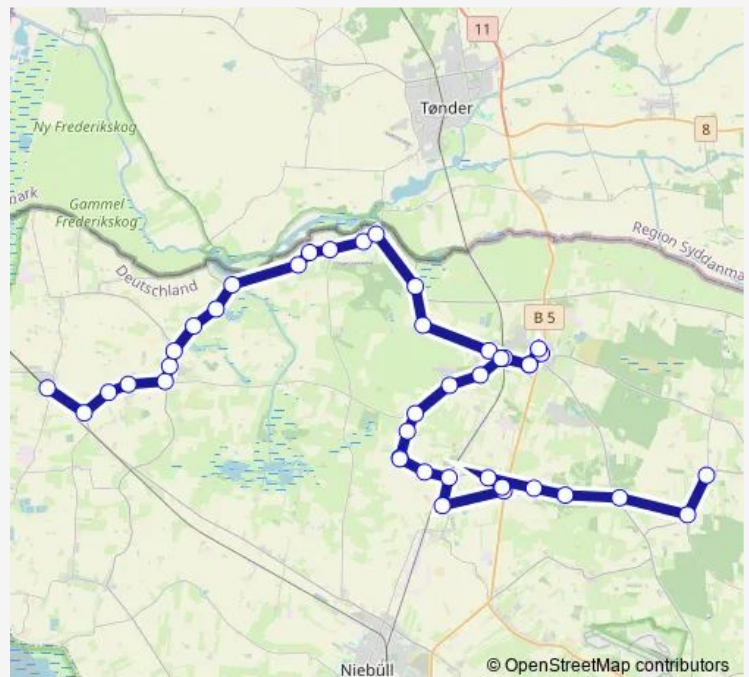 11
Tønder
8
Ny Frederikskog
mark
Gammel
Frederikskog
Region Syddanma
Deutschland
B 5
Niebüll
© OpenStreetMap contributors